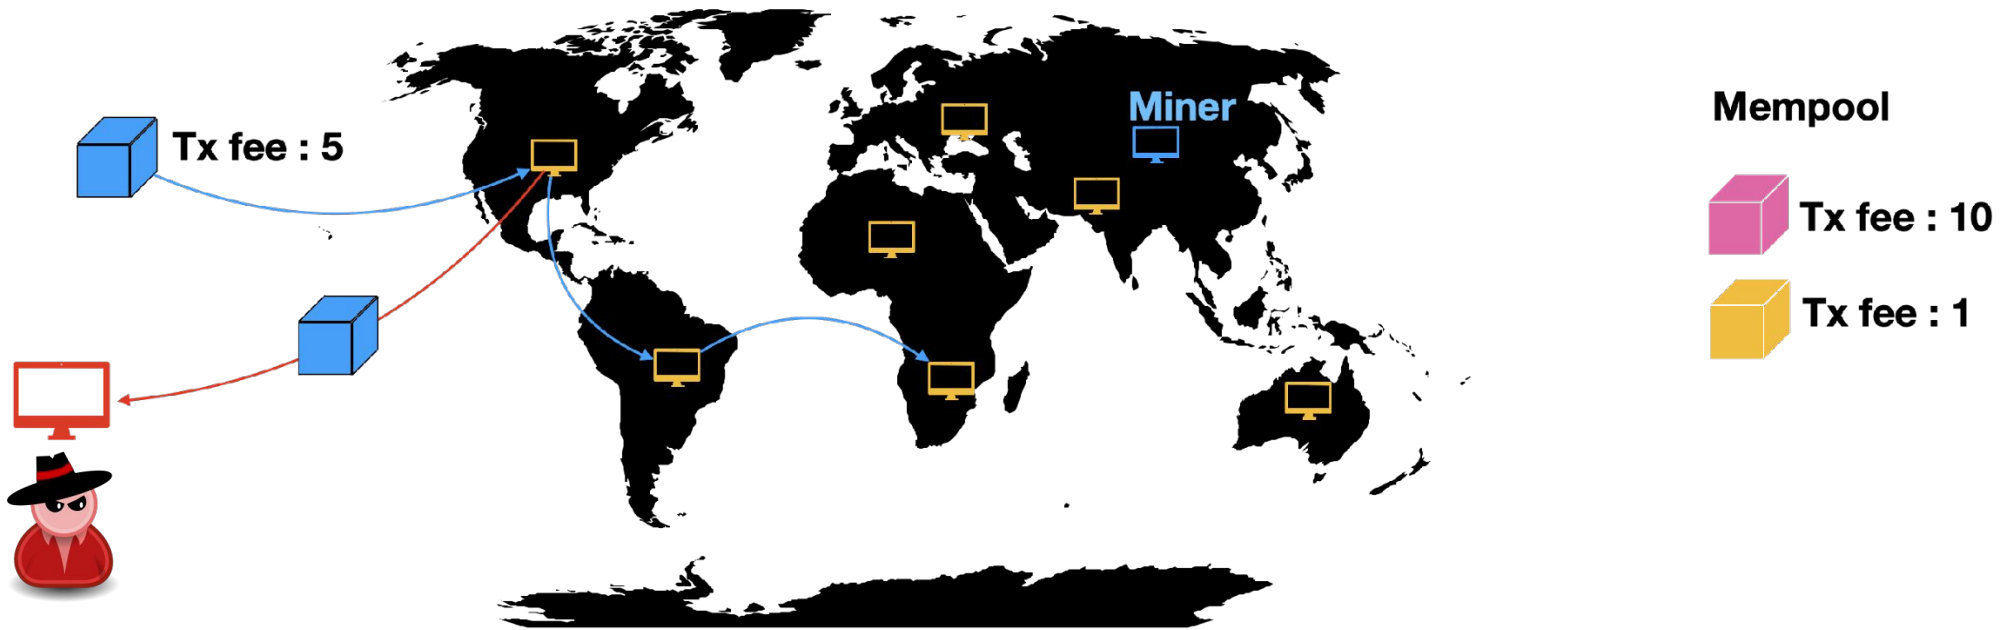 Tx fee : 5
Miner
Mempool
Tx fee : 10
Tx fee : 1